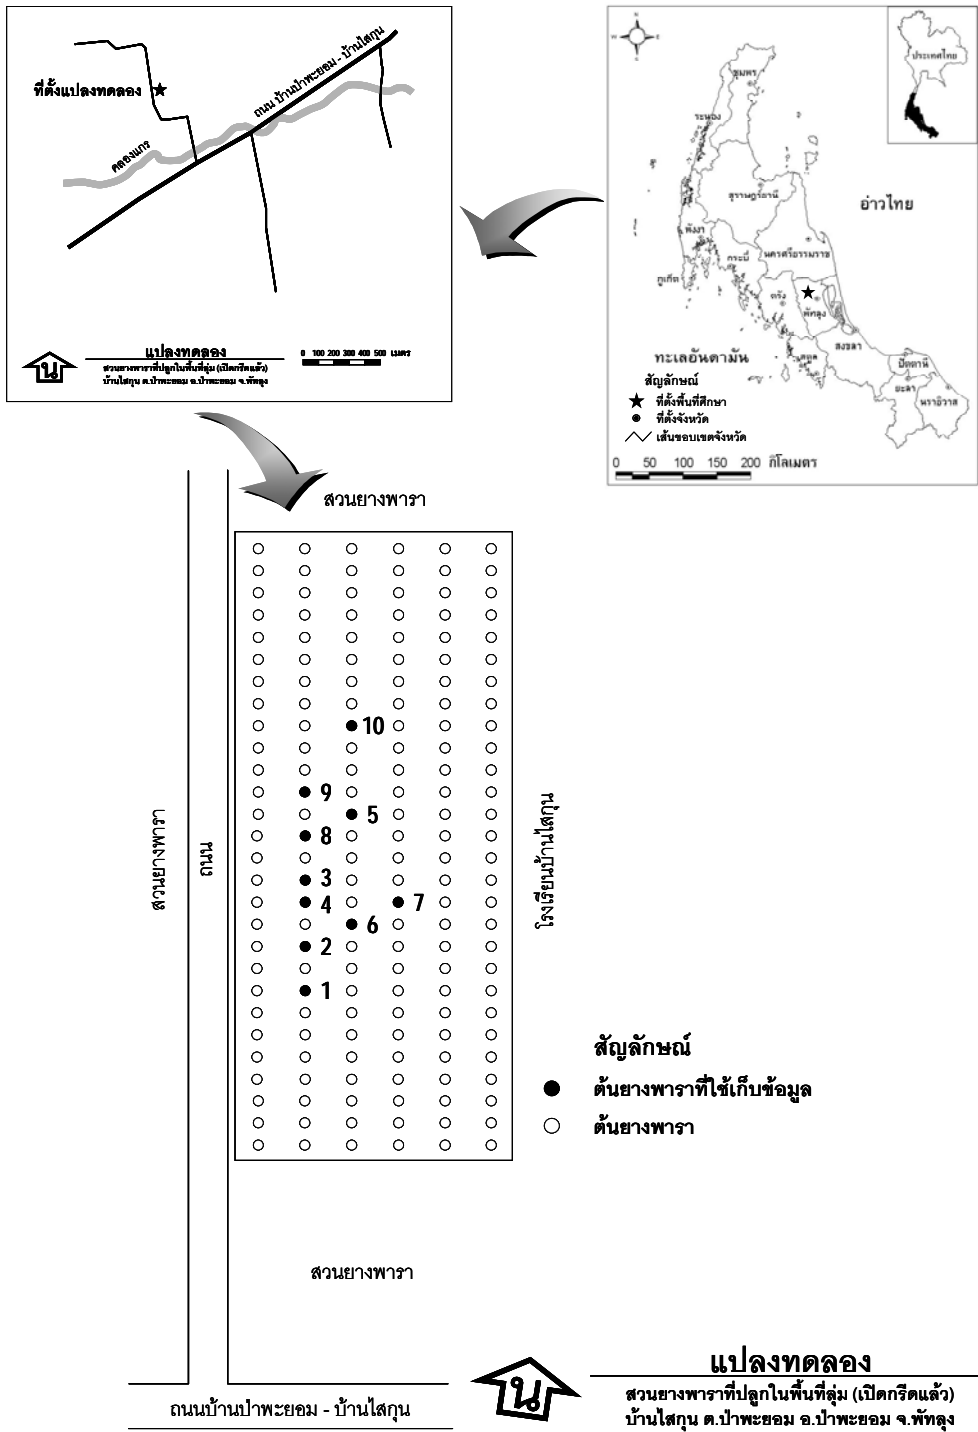 ที่ตั้งแปลงทดลอง
ถนน บ้านป่าพะยอม - บ้านไสกุน
คลองแกร
น
แปลงทดลอง
สวนยางพาราที่ปลูกในพื้นที่ลุ่ม (เปิดกรีดแล้ว)
บ้านไสกุน ต.ป่าพะยอม อ.ป่าพะยอม จ.พัทลุง
0 100 200 300 400 500 เมตร
N
W E
S
ประเทศไทย
ชุมพร
ระนอง
สุราษฎร์ธานี
อ่าวไทย
พังงา
นครศรีธรรมราช
กระบี่
ภูเก็ต
ตรัง
พัทลุง
สงขลา
ทะเลอันดามัน
สตูล
ปัตตานี
ยะลา
นราธิวาส
สัญลักษณ์
ที่ตั้งพื้นที่ศึกษา
ที่ตั้งจังหวัด
เส้นขอบเขตจังหวัด
0 50 100 150 200 กิโลเมตร
สวนยางพารา
10
9
5
8
3
4
7
6
2
1
สวนยางพารา
ถนน
โรงเรียนบ้านไสกุน
สัญลักษณ์
ต้นยางพาราที่ใช้เก็บข้อมูล
ต้นยางพารา
สวนยางพารา
ถนนบ้านป่าพะยอม - บ้านไสกุน
น
แปลงทดลอง
สวนยางพาราที่ปลูกในพื้นที่ลุ่ม (เปิดกรีดแล้ว)
บ้านไสกุน ต.ป่าพะยอม อ.ป่าพะยอม จ.พัทลุง